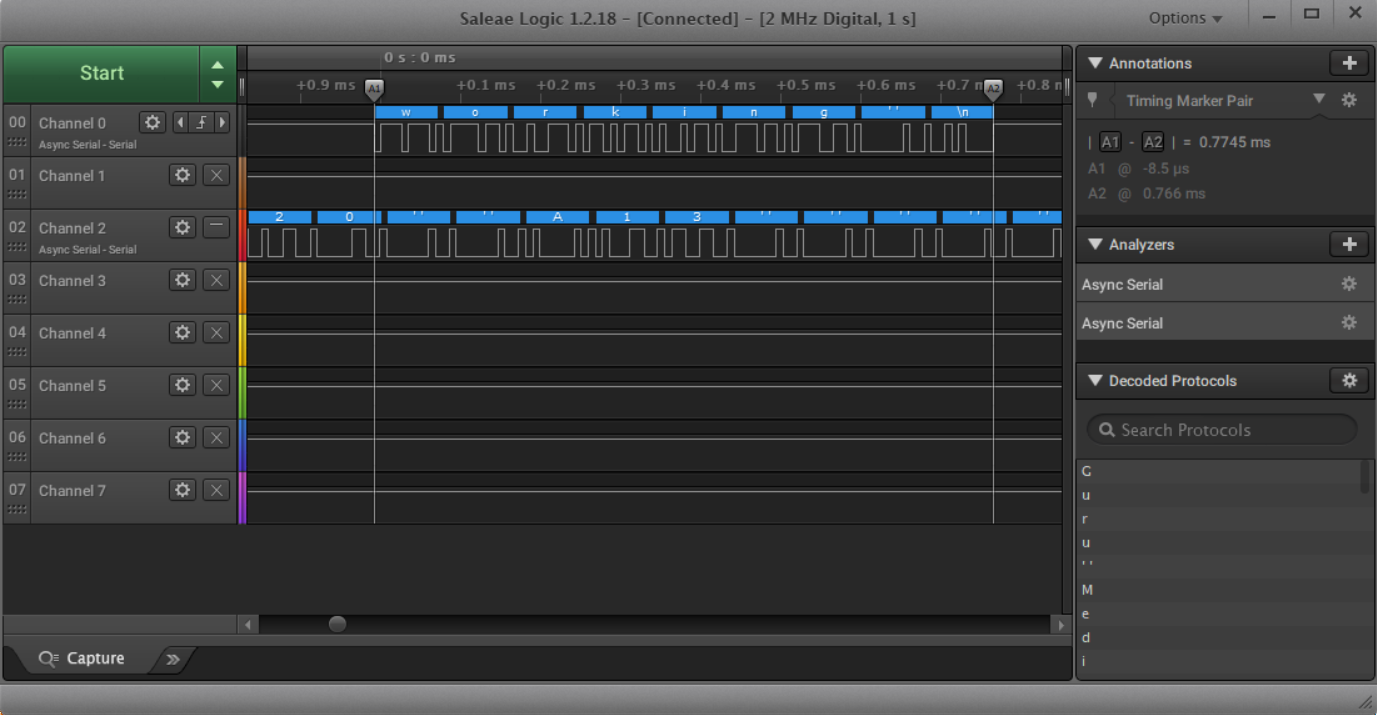 Saleae Logic 1.2.18 - [Connected] - [2 MHz Digital, 1 s]
Options
Start
0 s : 0 ms
+0.9 ms A1 +0.1 ms +0.2 ms +0.3 ms +0.4 ms +0.5 ms +0.6 ms +0.7 m A2 +0.8 m
00 Channel 0
Async Serial - Serial
w o r k i n g ' ' \n
01 Channel 1
02 Channel 2
Async Serial - Serial
2 0 ' ' ' ' A 1 3 ' ' ' ' ' ' ' ' ' '
03 Channel 3
04 Channel 4
05 Channel 5
06 Channel 6
07 Channel 7
Capture
Annotations
Timing Marker Pair
| A1 - A2 | = 0.7745 ms
A1 @ -8.5 µs
A2 @ 0.766 ms
Analyzers
Async Serial
Async Serial
Decoded Protocols
Search Protocols
G
u
r
u
' '
M
e
d
i